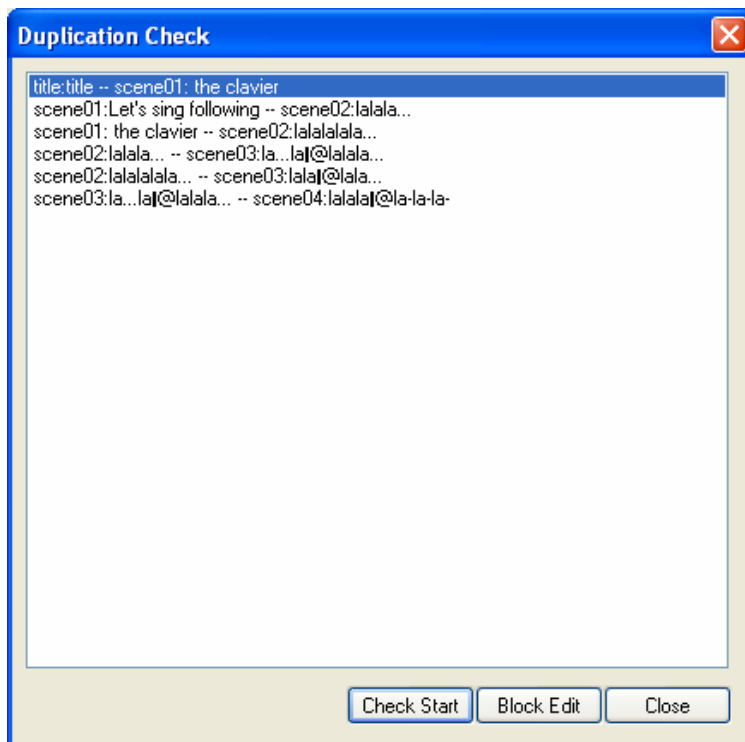 Duplication Check
title:title -- scene01: the clavier
scene01:Let's sing following -- scene02:lalala...
scene01: the clavier -- scene02:lalalalala...
scene02:lalala... -- scene03:la...la|@lalala...
scene02:lalalalala... -- scene03:lala|@lala...
scene03:la...la|@lalala... -- scene04:lalala|@la-la-la-
Check Start
Block Edit
Close